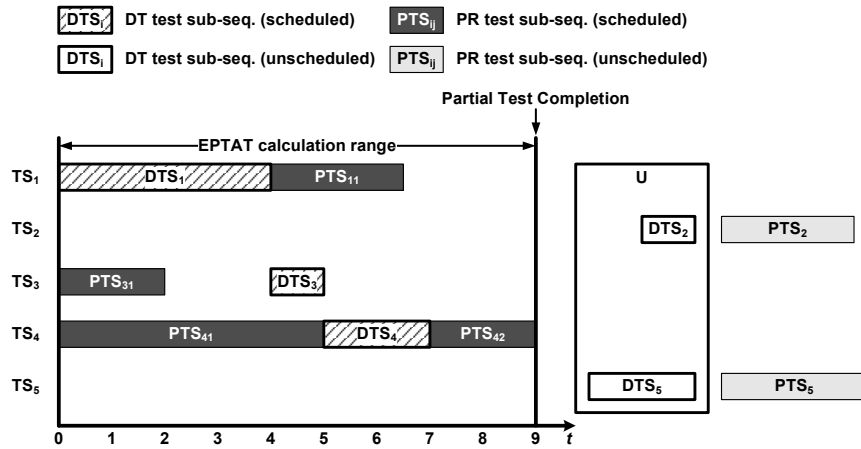 DTSᵢ DT test sub-seq. (scheduled) PTSᵢⱼ PR test sub-seq. (scheduled)
DTSᵢ DT test sub-seq. (unscheduled) PTSᵢⱼ PR test sub-seq. (unscheduled)
Partial Test Completion
EPTAT calculation range
TS₁ DTS₁ PTS₁₁ U
TS₂ DTS₂ PTS₂
TS₃ PTS₃₁ DTS₃
TS₄ PTS₄₁ DTS₄ PTS₄₂
TS₅ DTS₅ PTS₅
0 1 2 3 4 5 6 7 8 9 t